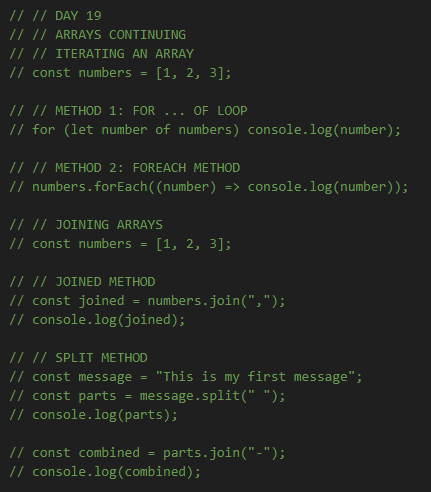 // // DAY 19
// // ARRAYS CONTINUING
// // ITERATING AN ARRAY
// const numbers = [1, 2, 3];
// // METHOD 1: FOR ... OF LOOP
// for (let number of numbers) console.log(number);
// // METHOD 2: FOREACH METHOD
// numbers.forEach((number) => console.log(number));
// // JOINING ARRAYS
// const numbers = [1, 2, 3];
// // JOINED METHOD
// const joined = numbers.join(",");
// console.log(joined);
// // SPLIT METHOD
// const message = "This is my first message";
// const parts = message.split(" ");
// console.log(parts);
// const combined = parts.join("-");
// console.log(combined);